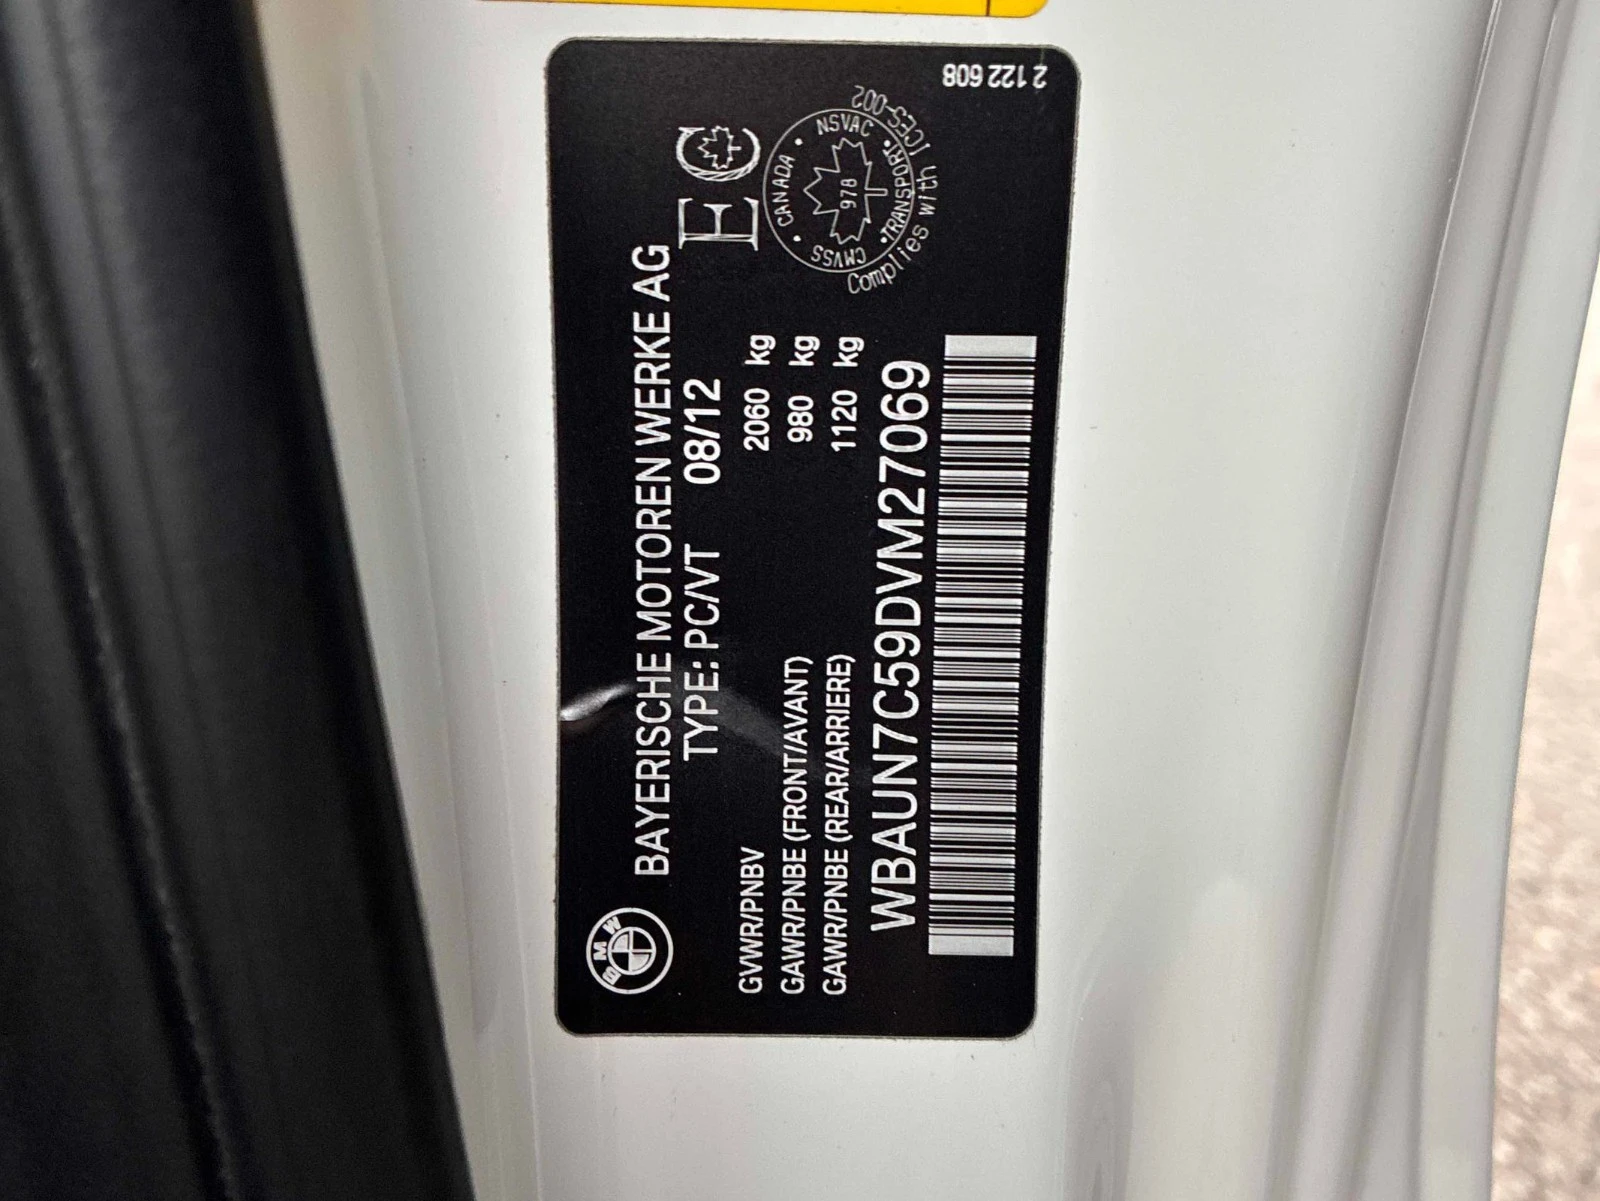 BMW
BAYERISCHE MOTOREN WERKE AG
TYPE: PC/VT 08/12
EC
GVWR/PNBV 2060 kg
GAWR/PNBE (FRONT/AVANT) 980 kg
GAWR/PNBE (REAR/ARRIERE) 1120 kg
WBAUN7C59DVM27069
CMVSS • CANADA • NSVAC • TRANSPORT •
978
Complies with ICES-002
2 122 608